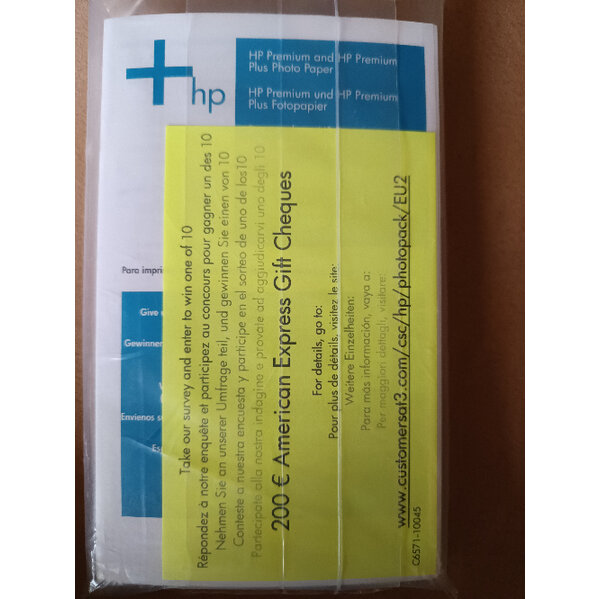 hp
HP Premium and HP Premium
Plus Photo Paper
HP Premium und HP Premium
Plus Fotopapier
Para
Give
Gewinnen
Envienos
Take our survey and enter to win one of 10
Répondez à notre enquête et participez au concours pour gagner un des 10
Nehmen Sie an unserer Umfrage teil, und gewinnen Sie einen von 10
Conteste a nuestra encuesta y participe en el sorteo de uno de los10
Partecipate alla nostra indagine e provate ad aggiudicarvi uno degli 10
200 € American Express Gift Cheques
For details, go to:
Pour plus de détails, visitez le site:
Weitere Einzelheiten:
Para más información, vaya a:
Per maggiori dettagli, visitare:
www.customersat3.com/csc/hp/photopack/EU2
C6571-10045